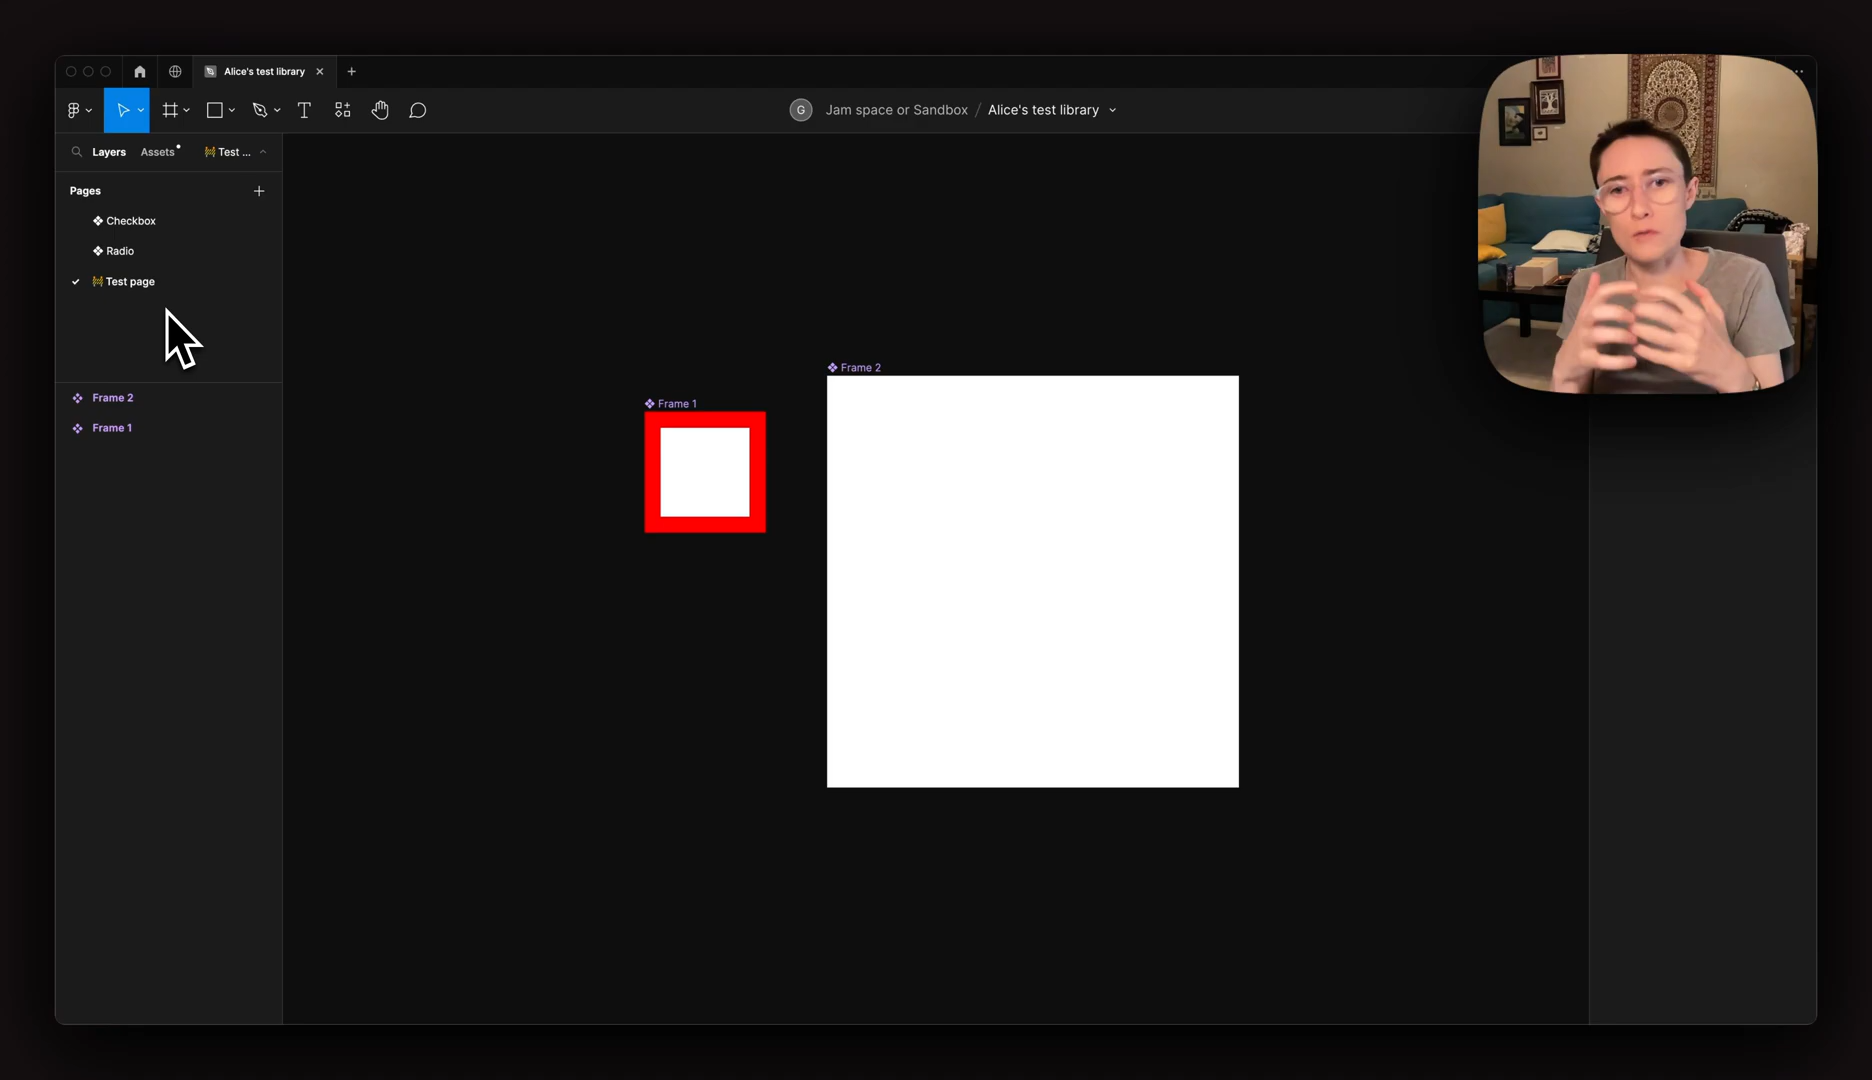 Alice's test library
G Jam space or Sandbox / Alice's test library
Layers Assets Test ...
Pages
Checkbox
Radio
Test page
Frame 2
Frame 1
Frame 1
Frame 2